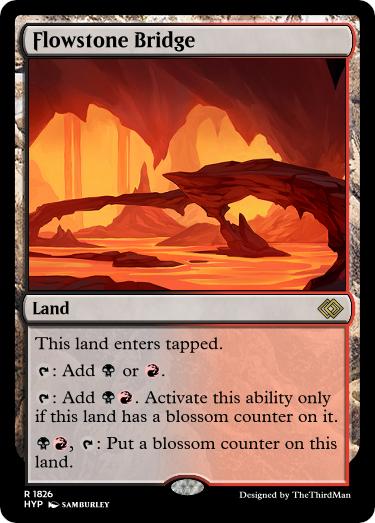 Flowstone Bridge
Land
This land enters tapped.
: Add or .
: Add . Activate this ability only
if this land has a blossom counter on it.
, : Put a blossom counter on this
land.
R 1826
HYP SAMBURLEY
Designed by TheThirdMan